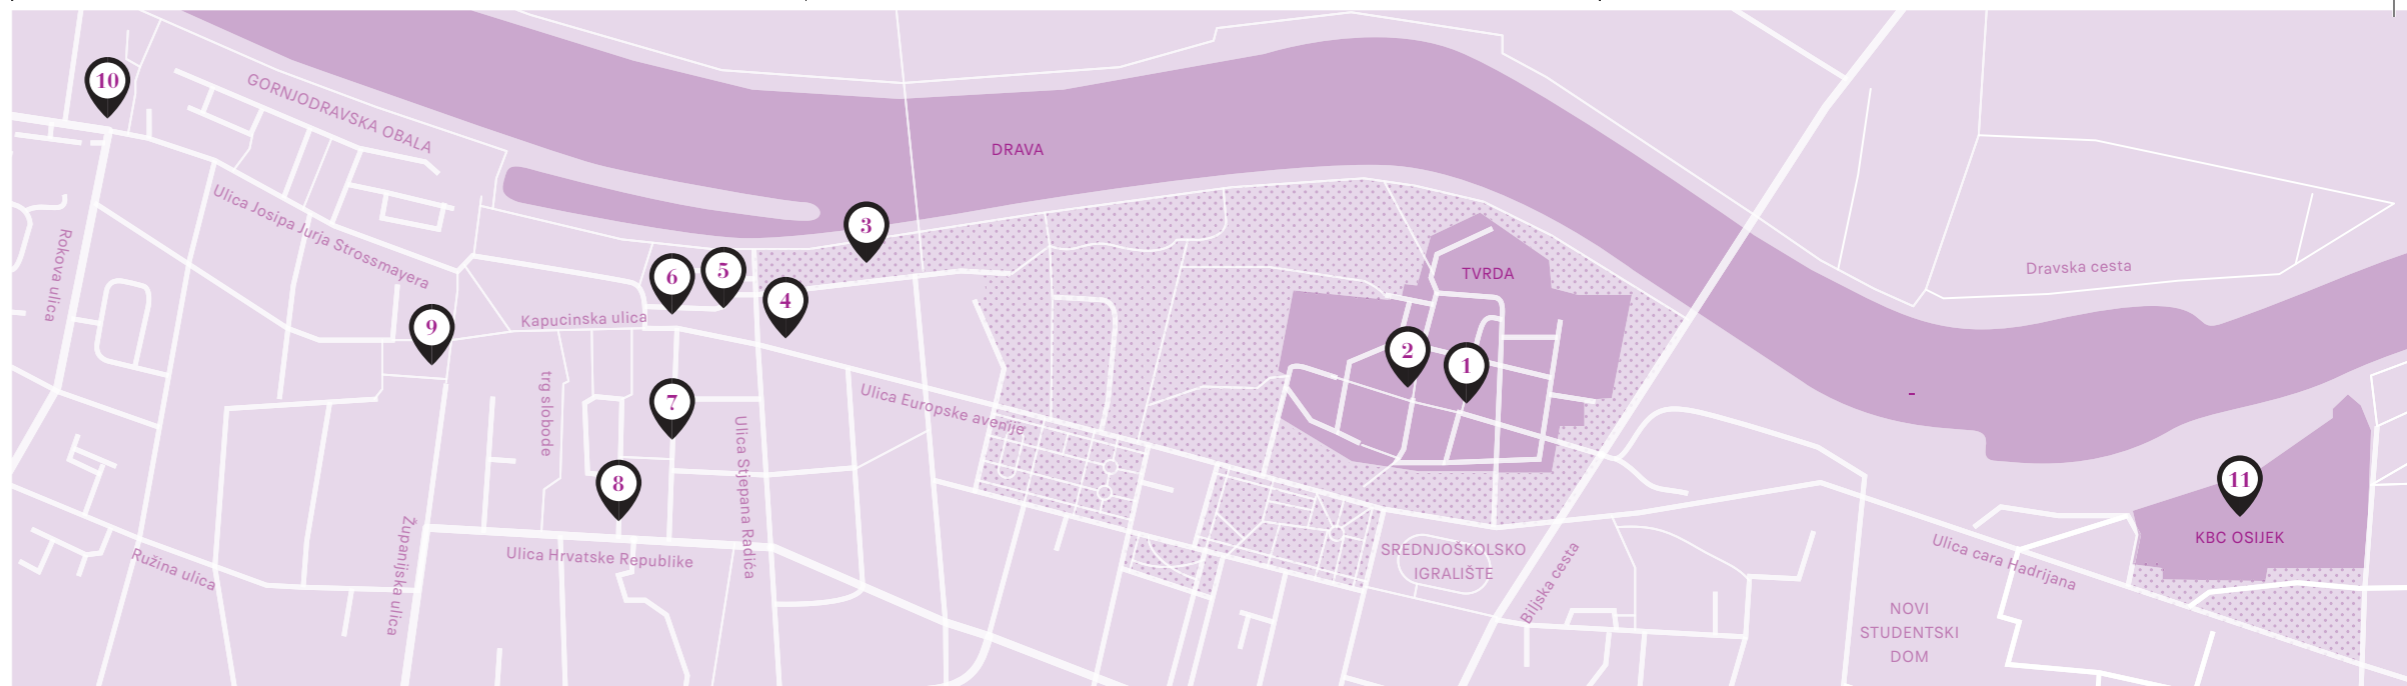 10
GORNJODRAVSKA OBALA
DRAVA
Ulica Josipa Jurja Strossmayera
3
Rokova ulica
6
5
4
TVRDA
Dravska cesta
9
Kapucinska ulica
2
1
trg slobode
7
Ulica Europske avenije
Ulica Stjepana Radića
8
11
KBC OSIJEK
Županijska ulica
Ružina ulica
Ulica Hrvatske Republike
SREDNJOŠKOLSKO
IGRALIŠTE
Biljska cesta
Ulica cara Hadrijana
NOVI
STUDENTSKI
DOM